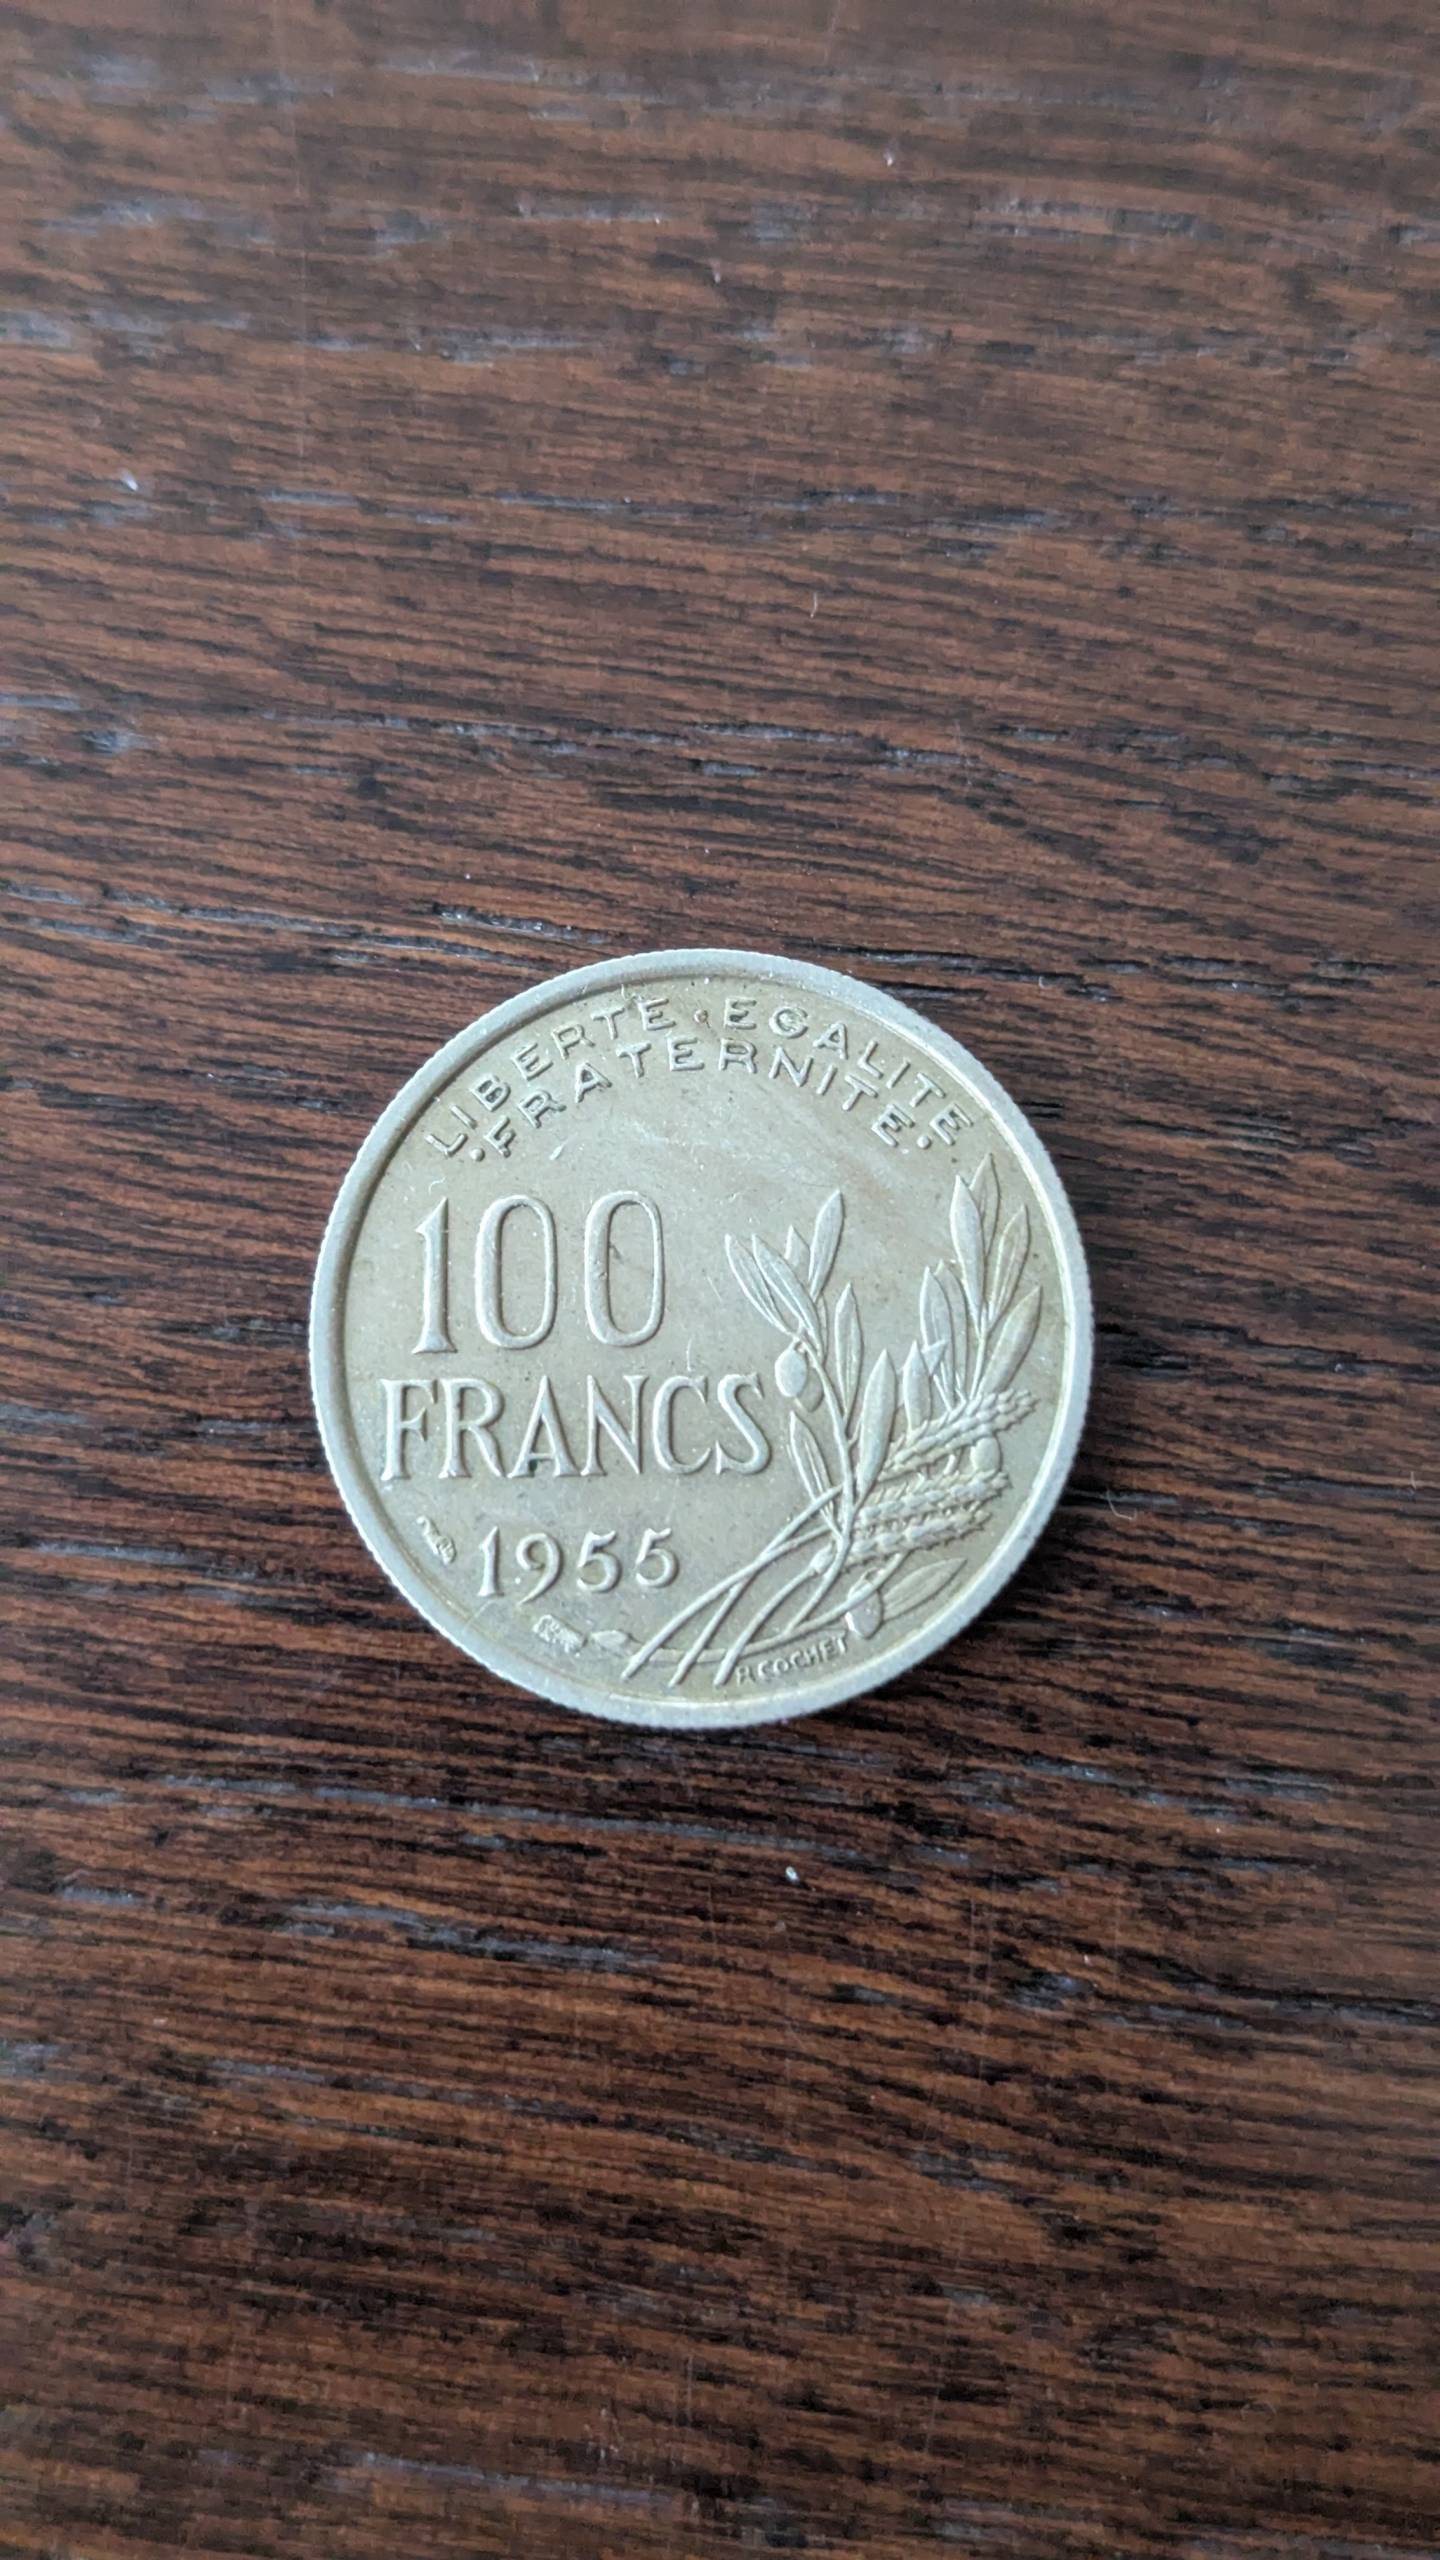 LIBERTE · EGALITE
· FRATERNITE ·
100
FRANCS
1955
R.COCHET